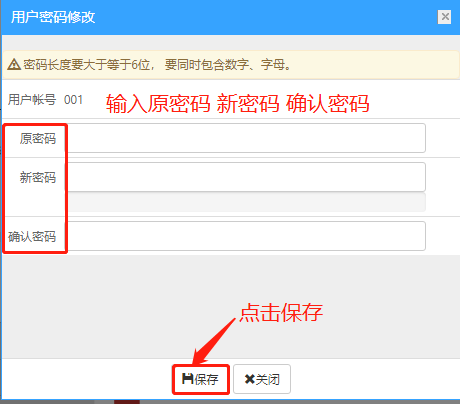 用户密码修改
密码长度要大于等于6位， 要同时包含数字、字母。
用户帐号 001 输入原密码 新密码 确认密码
原密码
新密码
确认密码
点击保存
保存 关闭